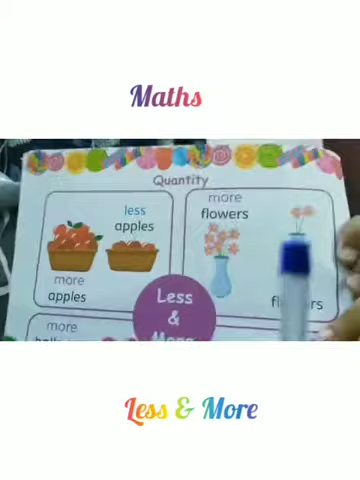 Maths
Quantity
less
apples
more
apples
more
flowers
Less
&
more
Less & More